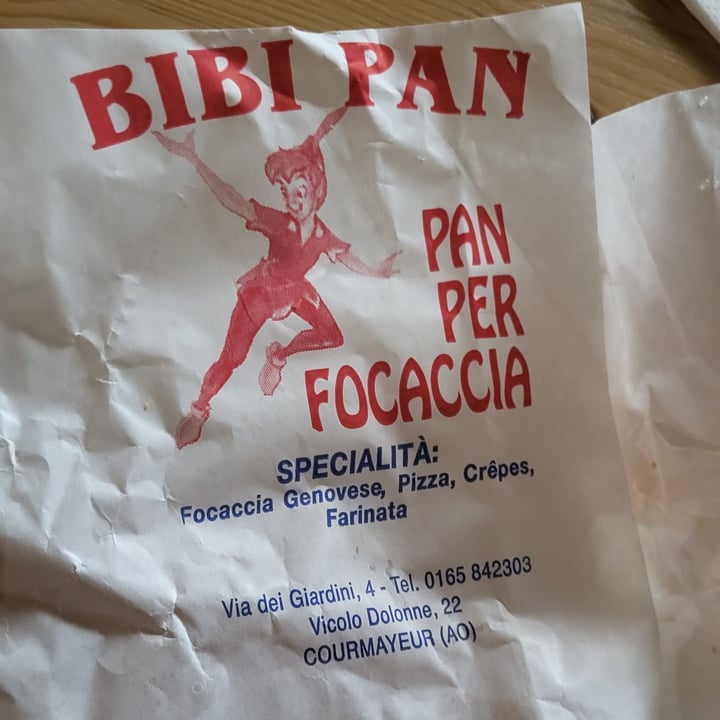 BIBI PAN
PAN
PER
FOCACCIA
SPECIALITÀ:
Focaccia Genovese, Pizza, Crêpes,
Farinata
Via dei Giardini, 4 - Tel. 0165 842303
Vicolo Dolonne, 22
COURMAYEUR (AO)